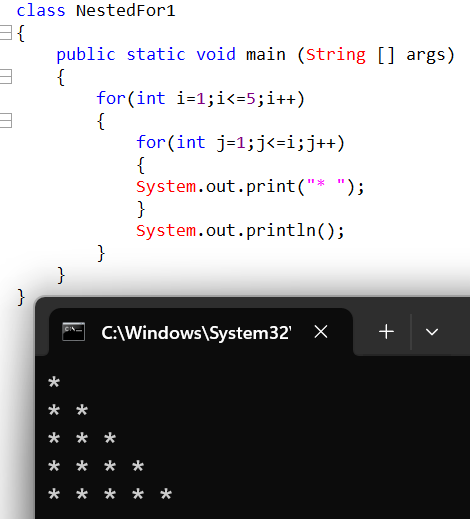 class NestedFor1
{
public static void main (String [] args)
{
for(int i=1;i<=5;i++)
{
for(int j=1;j<=i;j++)
{
System.out.print("* ");
}
System.out.println();
}
}
}
C:\Windows\System32\
*
* *
* * *
* * * *
* * * * *